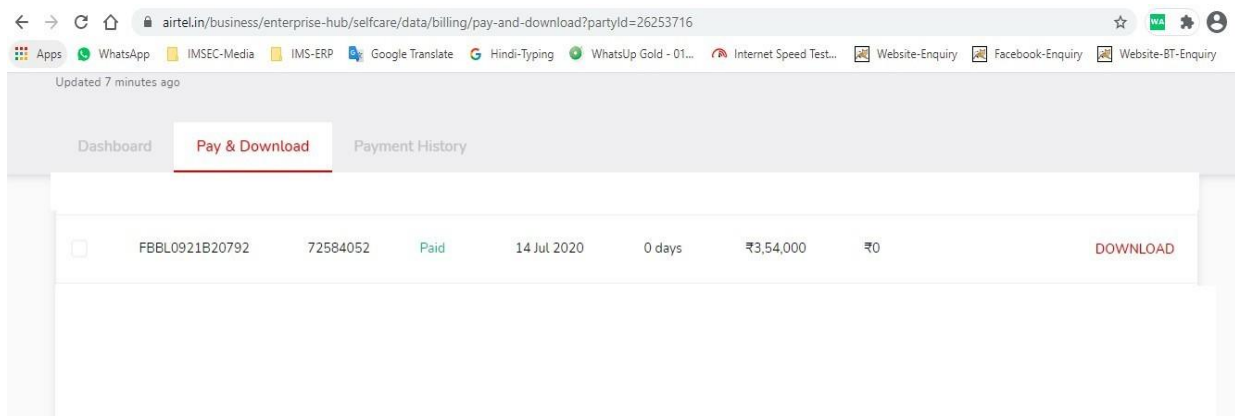 airtel.in/business/enterprise-hub/selfcare/data/billing/pay-and-download?partyId=26253716
WA
Apps WhatsApp IMSEC-Media IMS-ERP Google Translate Hindi-Typing WhatsUp Gold - 01... Internet Speed Test... Website-Enquiry Facebook-Enquiry Website-BT-Enquiry
Updated 7 minutes ago
Dashboard Pay & Download Payment History
FBBL0921B20792 72584052 Paid 14 Jul 2020 0 days ₹3,54,000 ₹0 DOWNLOAD